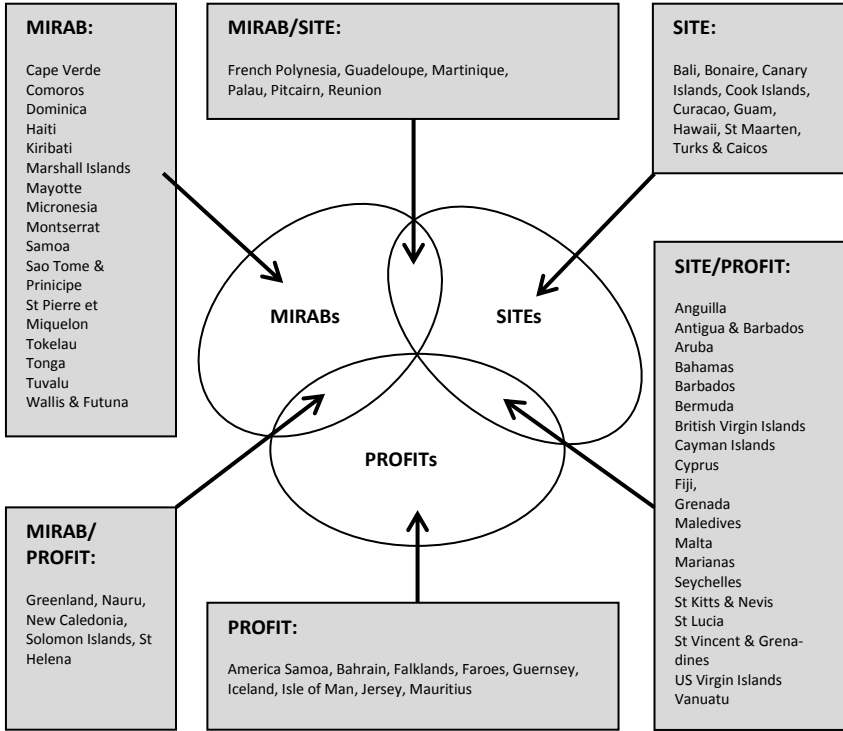 MIRAB:
Cape Verde
Comoros
Dominica
Haiti
Kiribati
Marshall Islands
Mayotte
Micronesia
Montserrat
Samoa
Sao Tome &
Prinicipe
St Pierre et
Miquelon
Tokelau
Tonga
Tuvalu
Wallis & Futuna
MIRAB/SITE:
French Polynesia, Guadeloupe, Martinique,
Palau, Pitcairn, Reunion
SITE:
Bali, Bonaire, Canary
Islands, Cook Islands,
Curacao, Guam,
Hawaii, St Maarten,
Turks & Caicos
MIRABs
SITEs
PROFITs
SITE/PROFIT:
Anguilla
Antigua & Barbados
Aruba
Bahamas
Barbados
Bermuda
British Virgin Islands
Cayman Islands
Cyprus
Fiji,
Grenada
Maledives
Malta
Marianas
Seychelles
St Kitts & Nevis
St Lucia
St Vincent & Grena-
dines
US Virgin Islands
Vanuatu
MIRAB/
PROFIT:
Greenland, Nauru,
New Caledonia,
Solomon Islands, St
Helena
PROFIT:
America Samoa, Bahrain, Falklands, Faroes, Guernsey,
Iceland, Isle of Man, Jersey, Mauritius